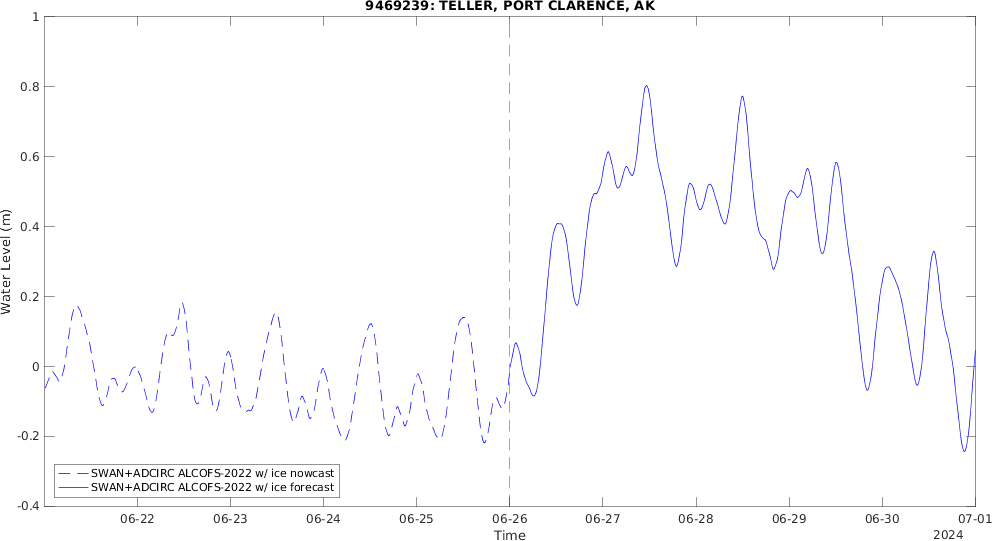 9469239: TELLER, PORT CLARENCE, AK
1
0.8
0.6
0.4
0.2
0
-0.2
-0.4
Water Level (m)
SWAN+ADCIRC ALCOFS-2022 w/ ice nowcast
SWAN+ADCIRC ALCOFS-2022 w/ ice forecast
06-22 06-23 06-24 06-25 06-26 06-27 06-28 06-29 06-30 07-01
Time
2024